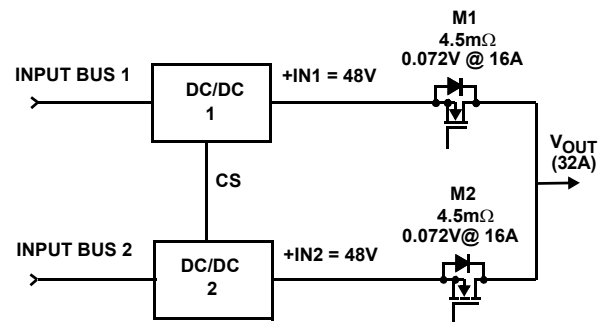 M1
4.5mΩ
0.072V @ 16A
INPUT BUS 1
DC/DC
1
+IN1 = 48V
VOUT
(32A)
CS
M2
4.5mΩ
0.072V@ 16A
INPUT BUS 2
DC/DC
2
+IN2 = 48V